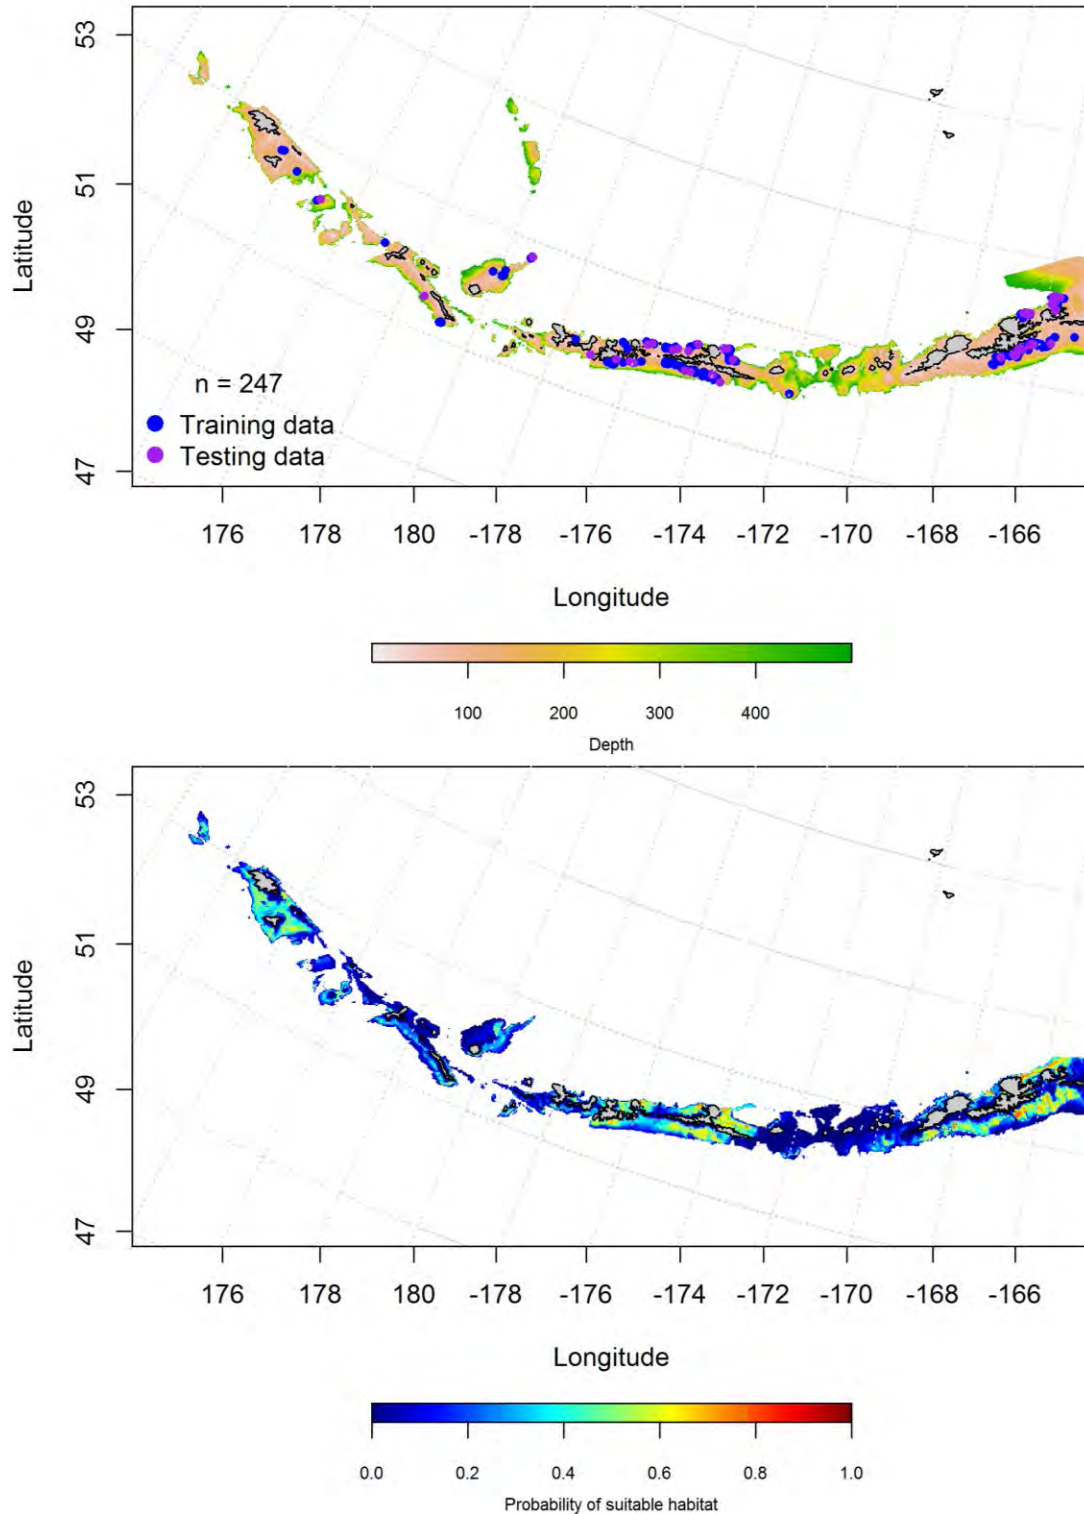 53
51
49
47
Latitude
n = 247
Training data
Testing data
176 178 180 -178 -176 -174 -172 -170 -168 -166
Longitude
100 200 300 400
Depth
53
51
49
47
Latitude
176 178 180 -178 -176 -174 -172 -170 -168 -166
Longitude
0.0 0.2 0.4 0.6 0.8 1.0
Probability of suitable habitat